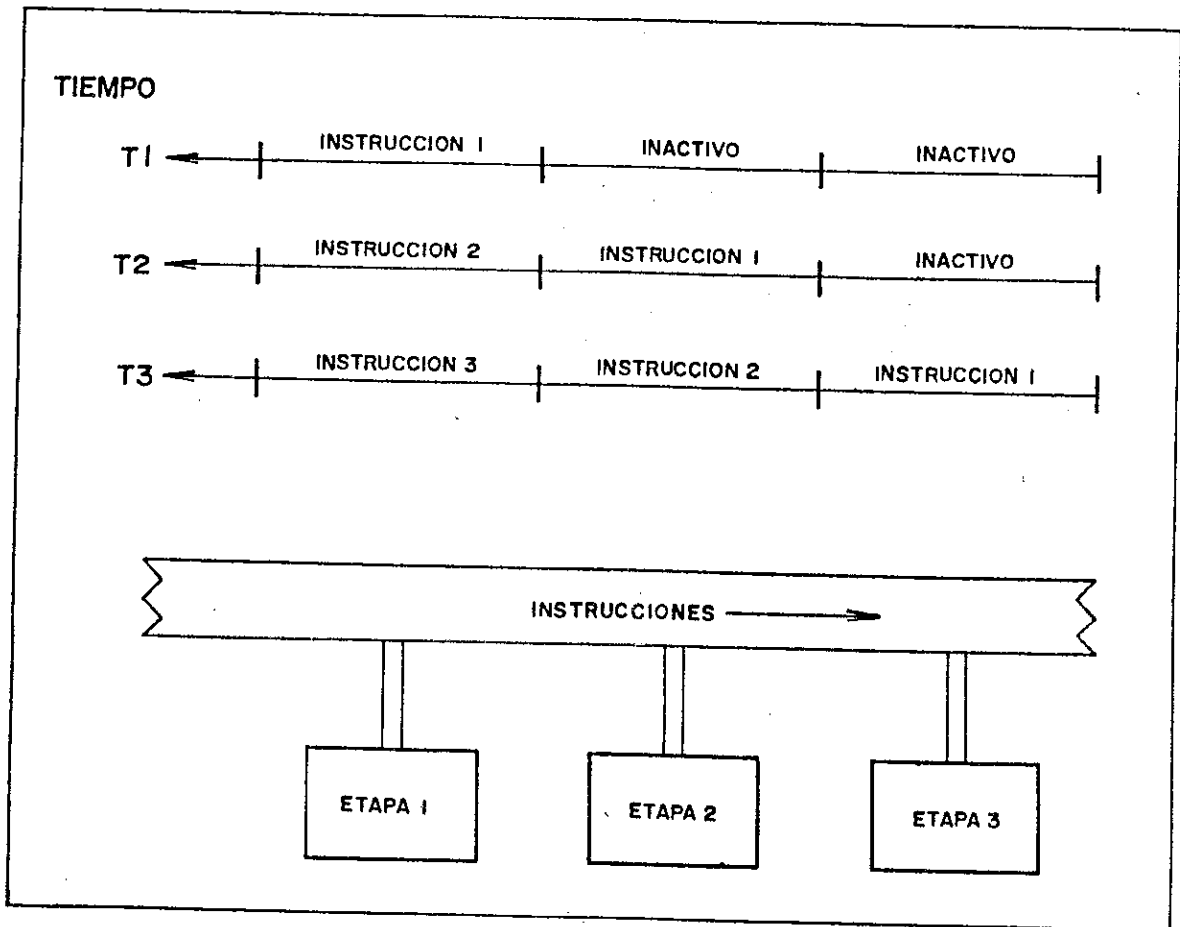 TIEMPO
T1 INSTRUCCION 1 INACTIVO INACTIVO
T2 INSTRUCCION 2 INSTRUCCION 1 INACTIVO
T3 INSTRUCCION 3 INSTRUCCION 2 INSTRUCCION 1
INSTRUCCIONES
ETAPA 1 ETAPA 2 ETAPA 3